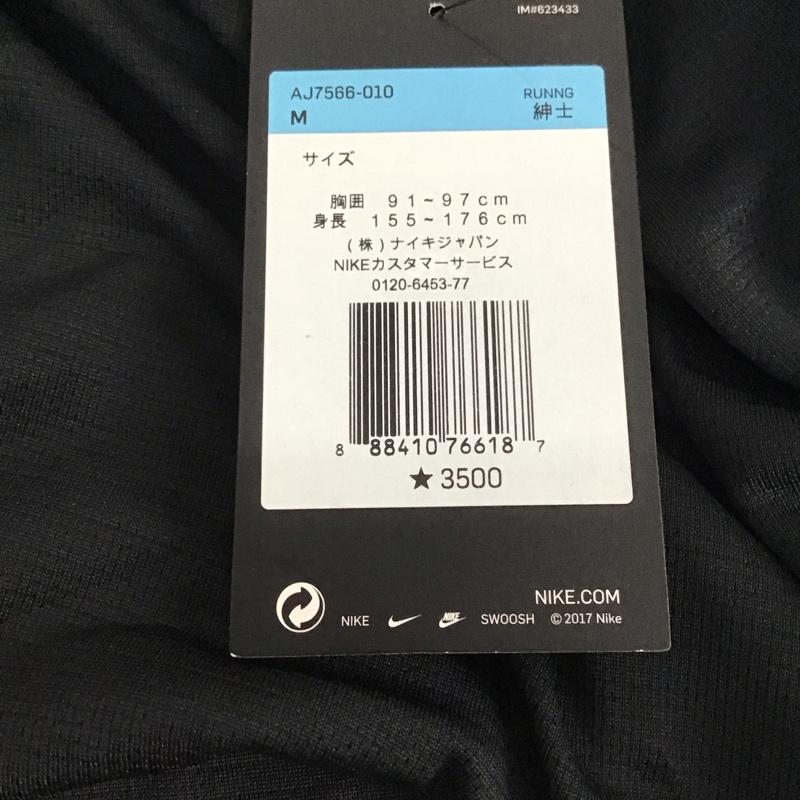 IM#623433
AJ7566-010 RUNNG
M 紳士
サイズ
胸囲 91~97cm
身長 155~176cm
(株)ナイキジャパン
NIKEカスタマーサービス
0120-6453-77
8 88410 76618 7
★3500
NIKE.COM
NIKE NIKE SWOOSH ©2017 Nike